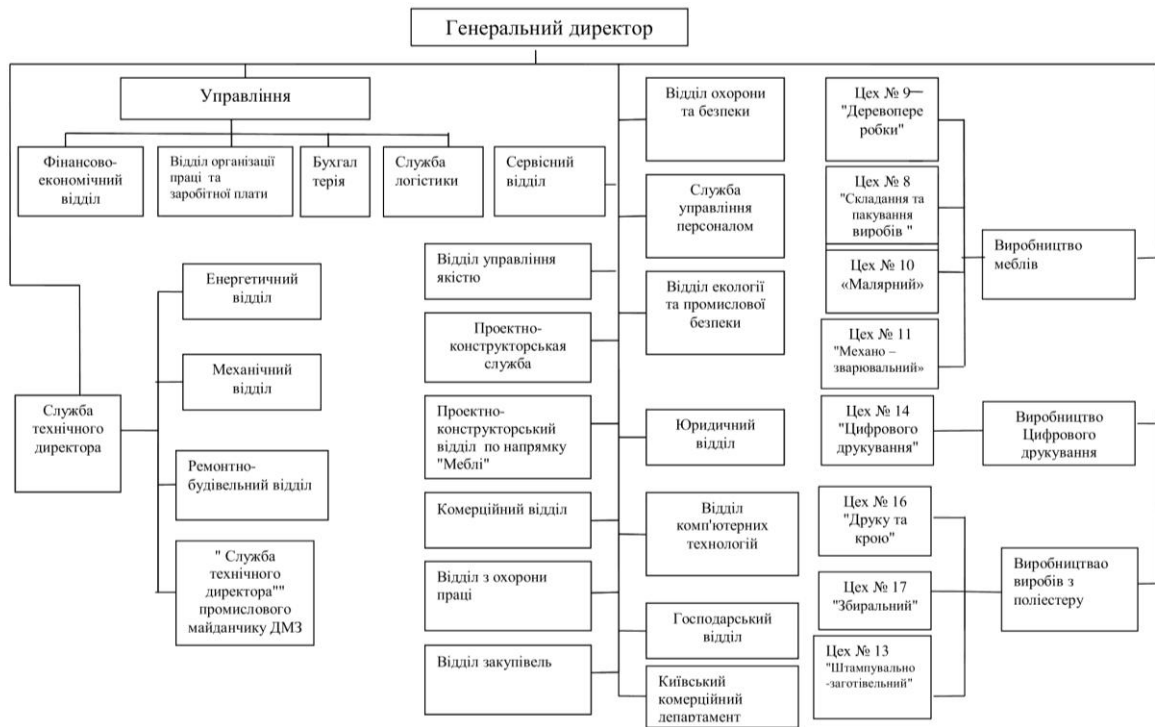 Генеральний директор
Управління
Фінансово-
економічний
відділ
Відділ організації
праці та
заробітної плати
Бухгал
терія
Служба
логістики
Сервісний
відділ
Служба
технічного
директора
Енергетичний
відділ
Механічний
відділ
Ремонтно-
будівельний відділ
" Служба
технічного
директора""
промислового
майданчику ДМЗ
Відділ управління
якістю
Проектно-
конструкторськая
служба
Проектно-
конструкторський
відділ по напрямку
"Меблі"
Комерційний відділ
Відділ з охорони
праці
Відділ закупівель
Відділ охорони
та безпеки
Служба
управління
персоналом
Відділ екології
та промислової
безпеки
Юридичний
відділ
Відділ
комп'ютерних
технологій
Господарський
відділ
Київський
комерційний
департамент
Цех № 9
"Деревопере
робки"
Цех № 8
"Складання та
пакування
виробів "
Цех № 10
«Малярний»
Цех № 11
"Механо –
зварювальний»
Цех № 14
"Цифрового
друкування"
Цех № 16
"Друку та
крою"
Цех № 17
"Збиральний"
Цех № 13
"Штампувально
-заготівельний"
Виробництво
меблів
Виробництво
Цифрового
друкування
Виробництвао
виробів з
поліестеру